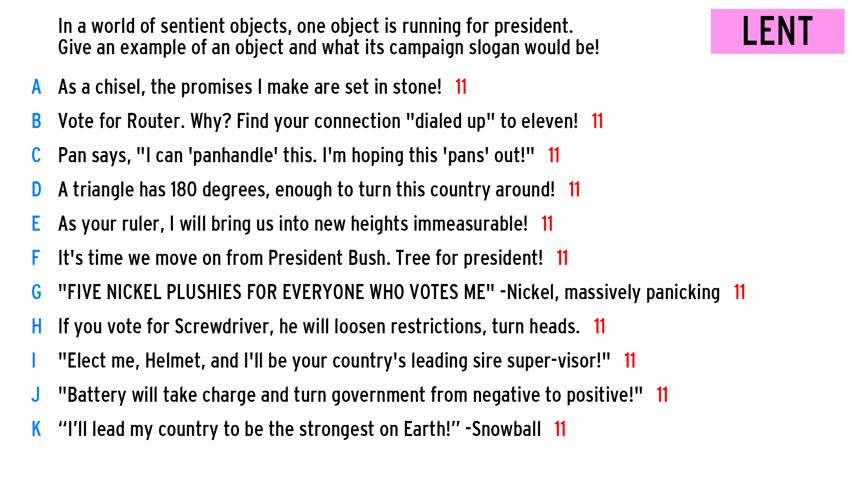 In a world of sentient objects, one object is running for president.
Give an example of an object and what its campaign slogan would be!
LENT
A As a chisel, the promises I make are set in stone! 11
B Vote for Router. Why? Find your connection "dialed up" to eleven! 11
C Pan says, "I can 'panhandle' this. I'm hoping this 'pans' out!" 11
D A triangle has 180 degrees, enough to turn this country around! 11
E As your ruler, I will bring us into new heights immeasurable! 11
F It's time we move on from President Bush. Tree for president! 11
G "FIVE NICKEL PLUSHIES FOR EVERYONE WHO VOTES ME" -Nickel, massively panicking 11
H If you vote for Screwdriver, he will loosen restrictions, turn heads. 11
I "Elect me, Helmet, and I'll be your country's leading sire super-visor!" 11
J "Battery will take charge and turn government from negative to positive!" 11
K “I’ll lead my country to be the strongest on Earth!” -Snowball 11